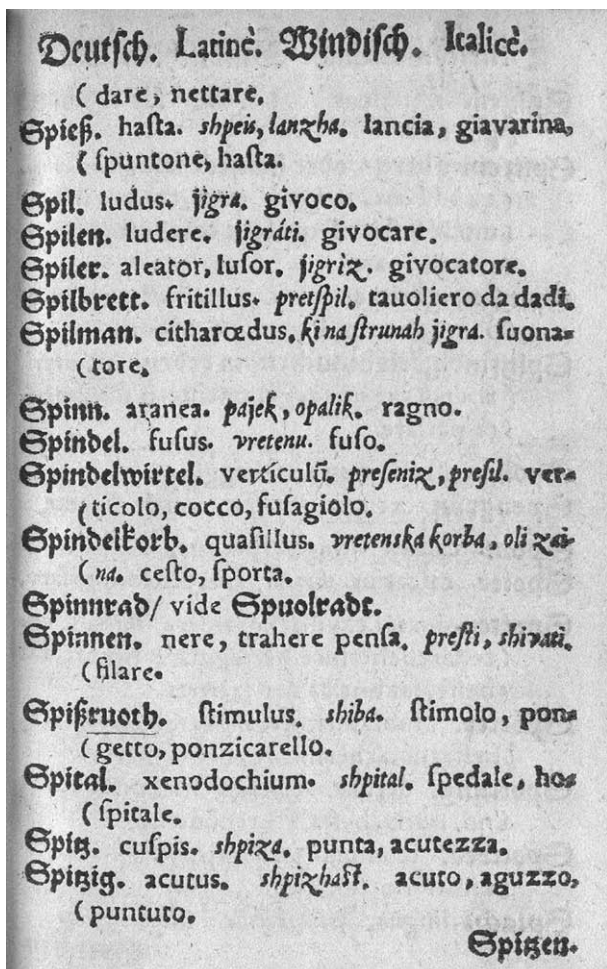 Deutsch. Latinè. Windisch. Italicè.
( dare, nettare.
Spieß. haſta. shpeis, lanzha. lancia, giavarina,
( ſpuntone, haſta.
Spil. ludus. jigra. givoco.
Spilen. ludere. jigráti. givocare.
Spiler. aleator, luſor. jigrìz. givocatore.
Spilbrett. fritillus. pretſpil. tavoliero da dadi.
Spilman. citharœdus. ki na ſtrunah jigra. ſuona⸗
( tore.
Spinn. aranea. pajek, opalik. ragno.
Spindel. fuſus. vretenu. fuſo.
Spindelwirtel. verticulũ. preſeniz, preſil. ver⸗
( ticolo, cocco, fuſagiolo.
Spindelkorb. quaſillus. vretenska korba, oli zai⸗
( na. ceſto, ſporta.
Spinnrad/ vide Spuolradt.
Spinnen. nere, trahere penſa. preſti, shivati.
( filare.
Spißruoth. ſtimulus. shiba. ſtimolo, pon⸗
( getto, ponzicarello.
Spital. xenodochium. shpital. ſpedale, ho⸗
( ſpitale.
Spitz. cuſpis. shpiza. punta, acutezza.
Spitzig. acutus. shpizhaſt. acuto, aguzzo,
( puntuto.
Spitzen.